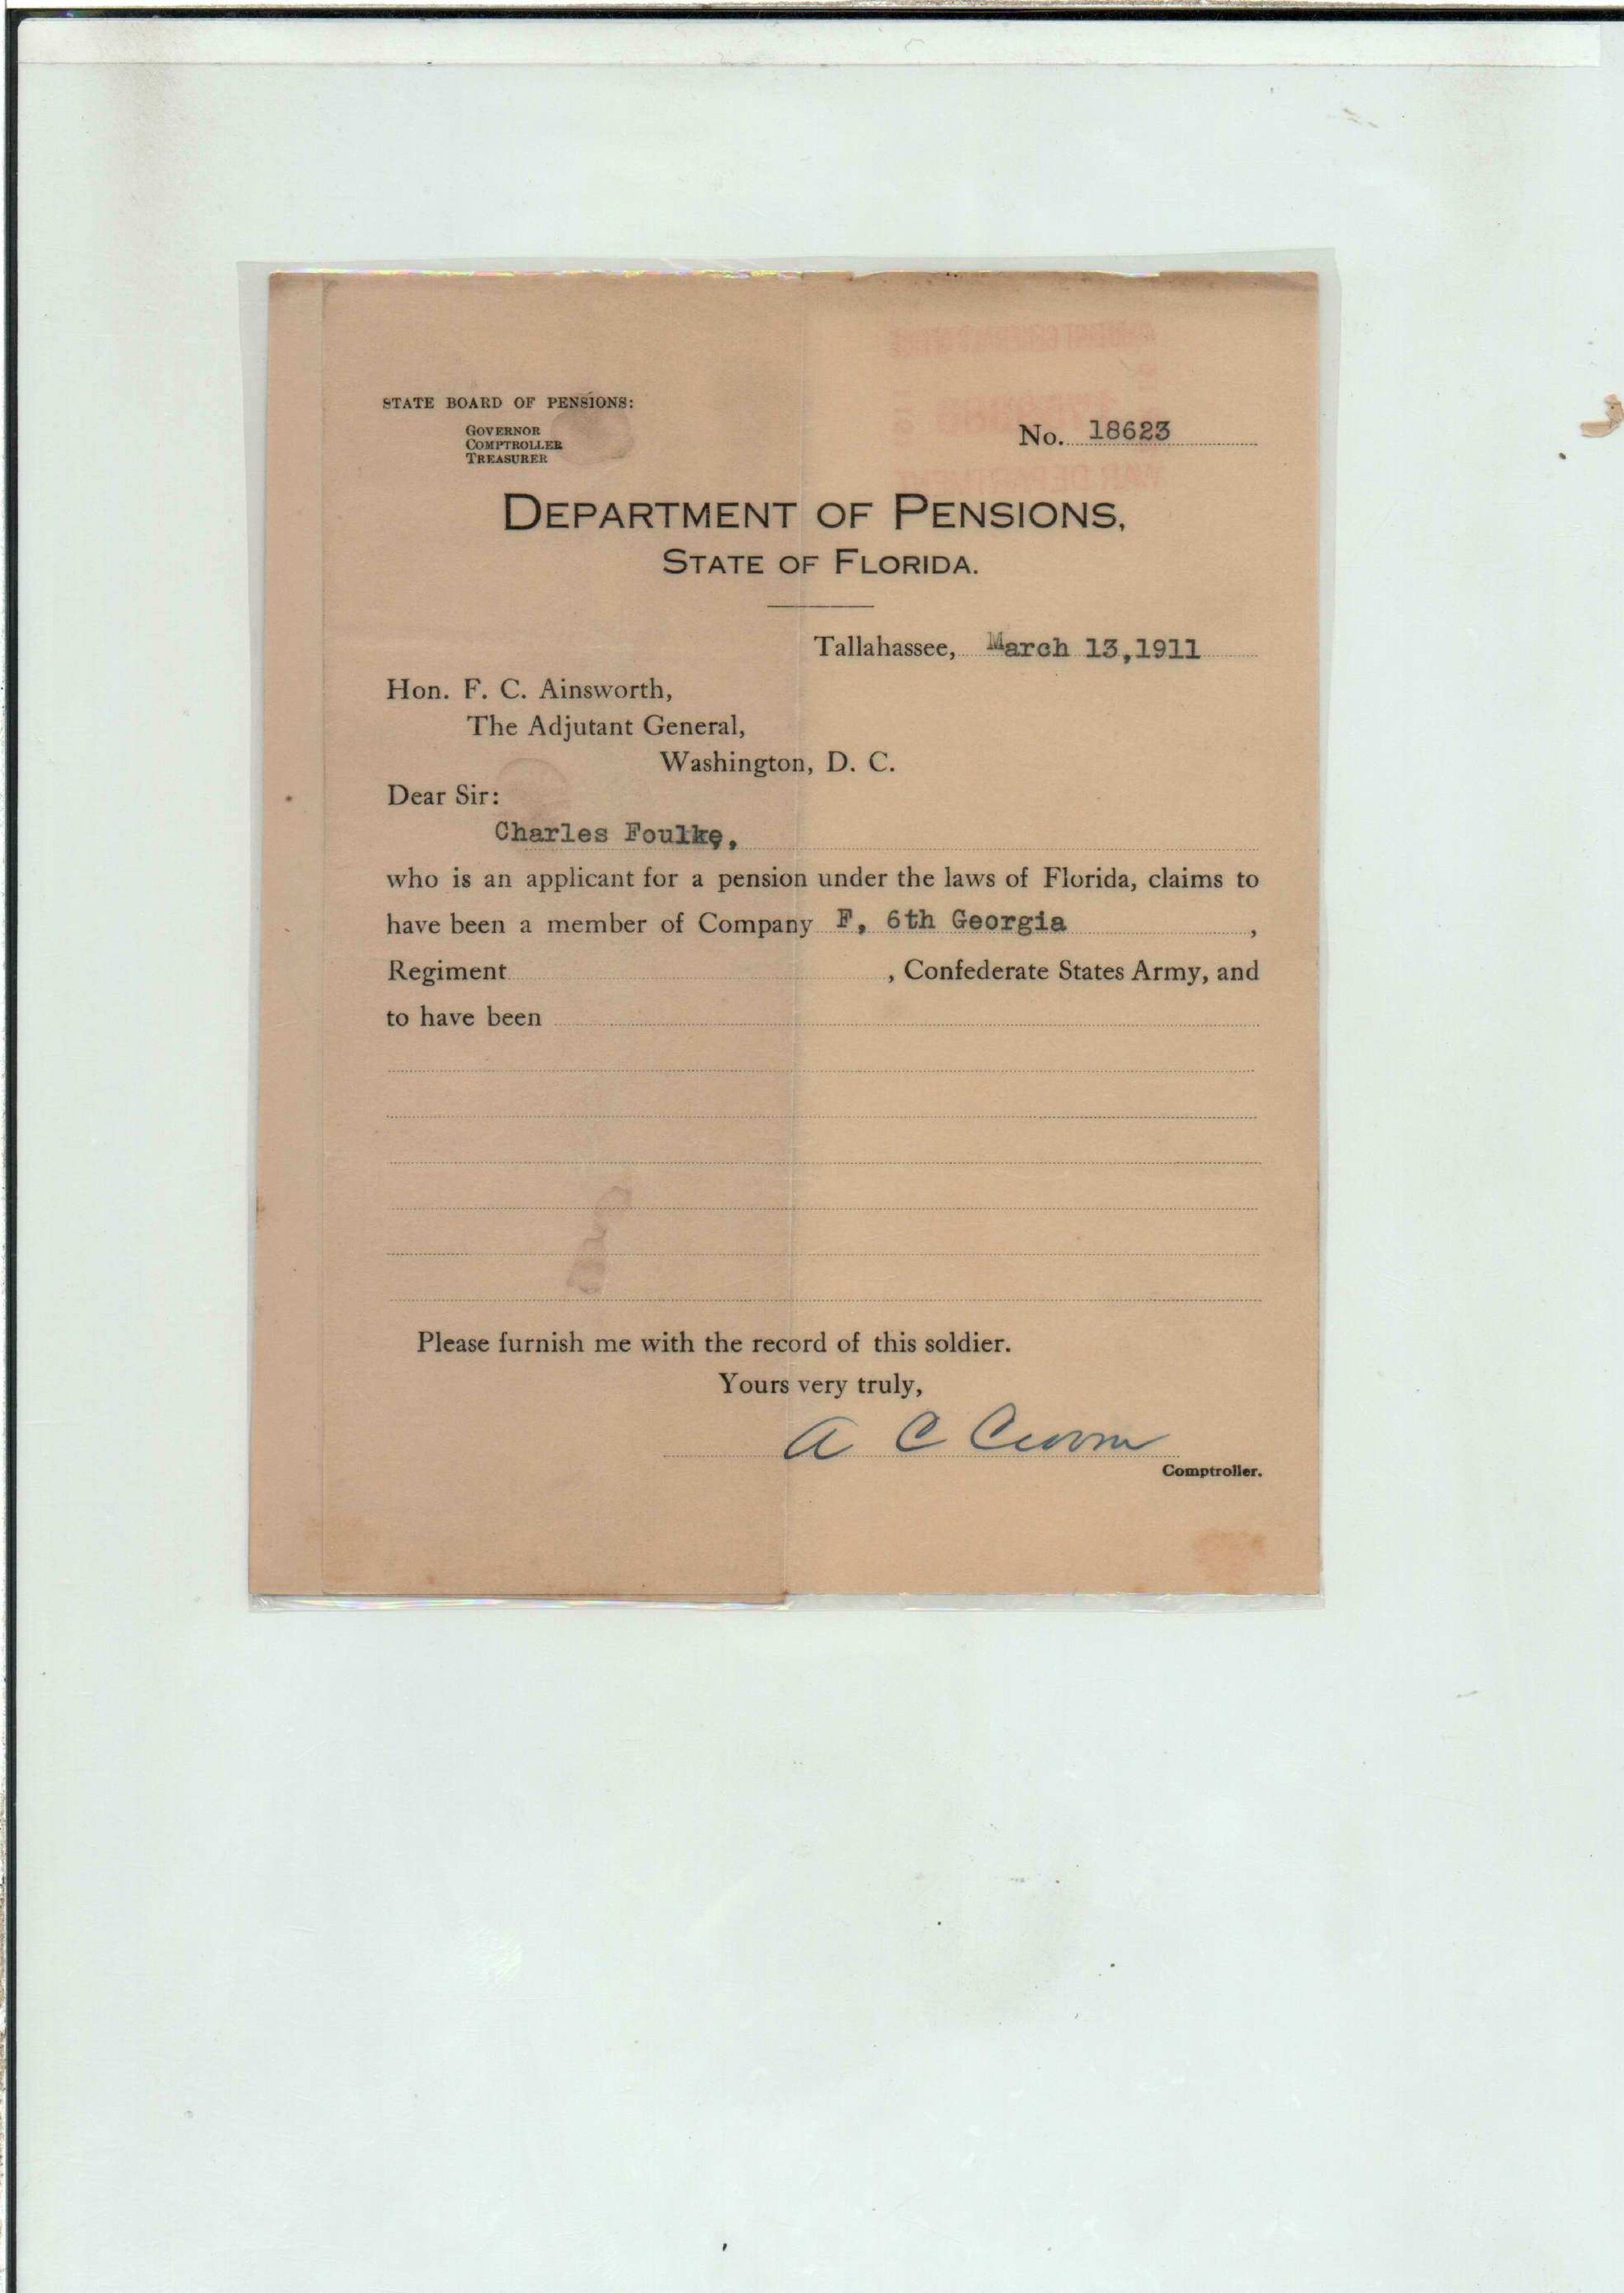 STATE BOARD OF PENSIONS:
GOVERNOR
COMPTROLLER
TREASURER
No. 18623
DEPARTMENT OF PENSIONS,
STATE OF FLORIDA.
Tallahassee, March 13,1911
Hon. F. C. Ainsworth,
The Adjutant General,
Washington, D. C.
Dear Sir:
Charles Foulke,
who is an applicant for a pension under the laws of Florida, claims to
have been a member of Company F, 6th Georgia ,
Regiment , Confederate States Army, and
to have been
Please furnish me with the record of this soldier.
Yours very truly,
A C Croom
Comptroller.
WAR DEPARTMENT